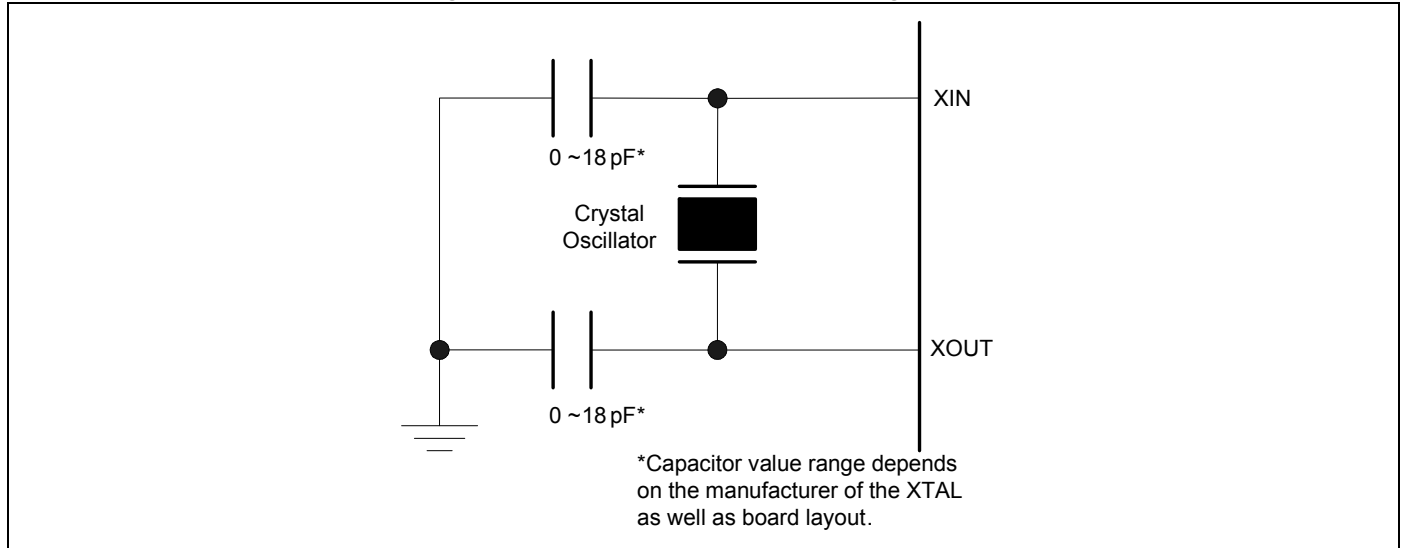 XIN
0 ~18 pF*
Crystal
Oscillator
XOUT
0 ~18 pF*
*Capacitor value range depends
on the manufacturer of the XTAL
as well as board layout.